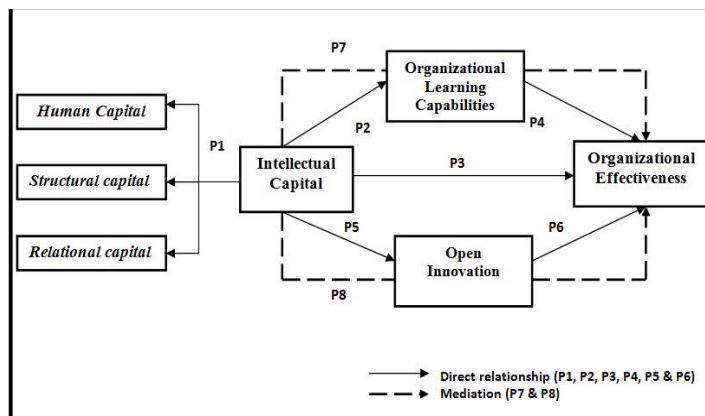 P7
Organizational
Learning
Capabilities
Human Capital
P1
P2
P4
Intellectual
Capital
P3
Organizational
Effectiveness
Structural capital
P5
P6
Relational capital
Open
Innovation
P8
Direct relationship (P1, P2, P3, P4, P5 & P6)
Mediation (P7 & P8)